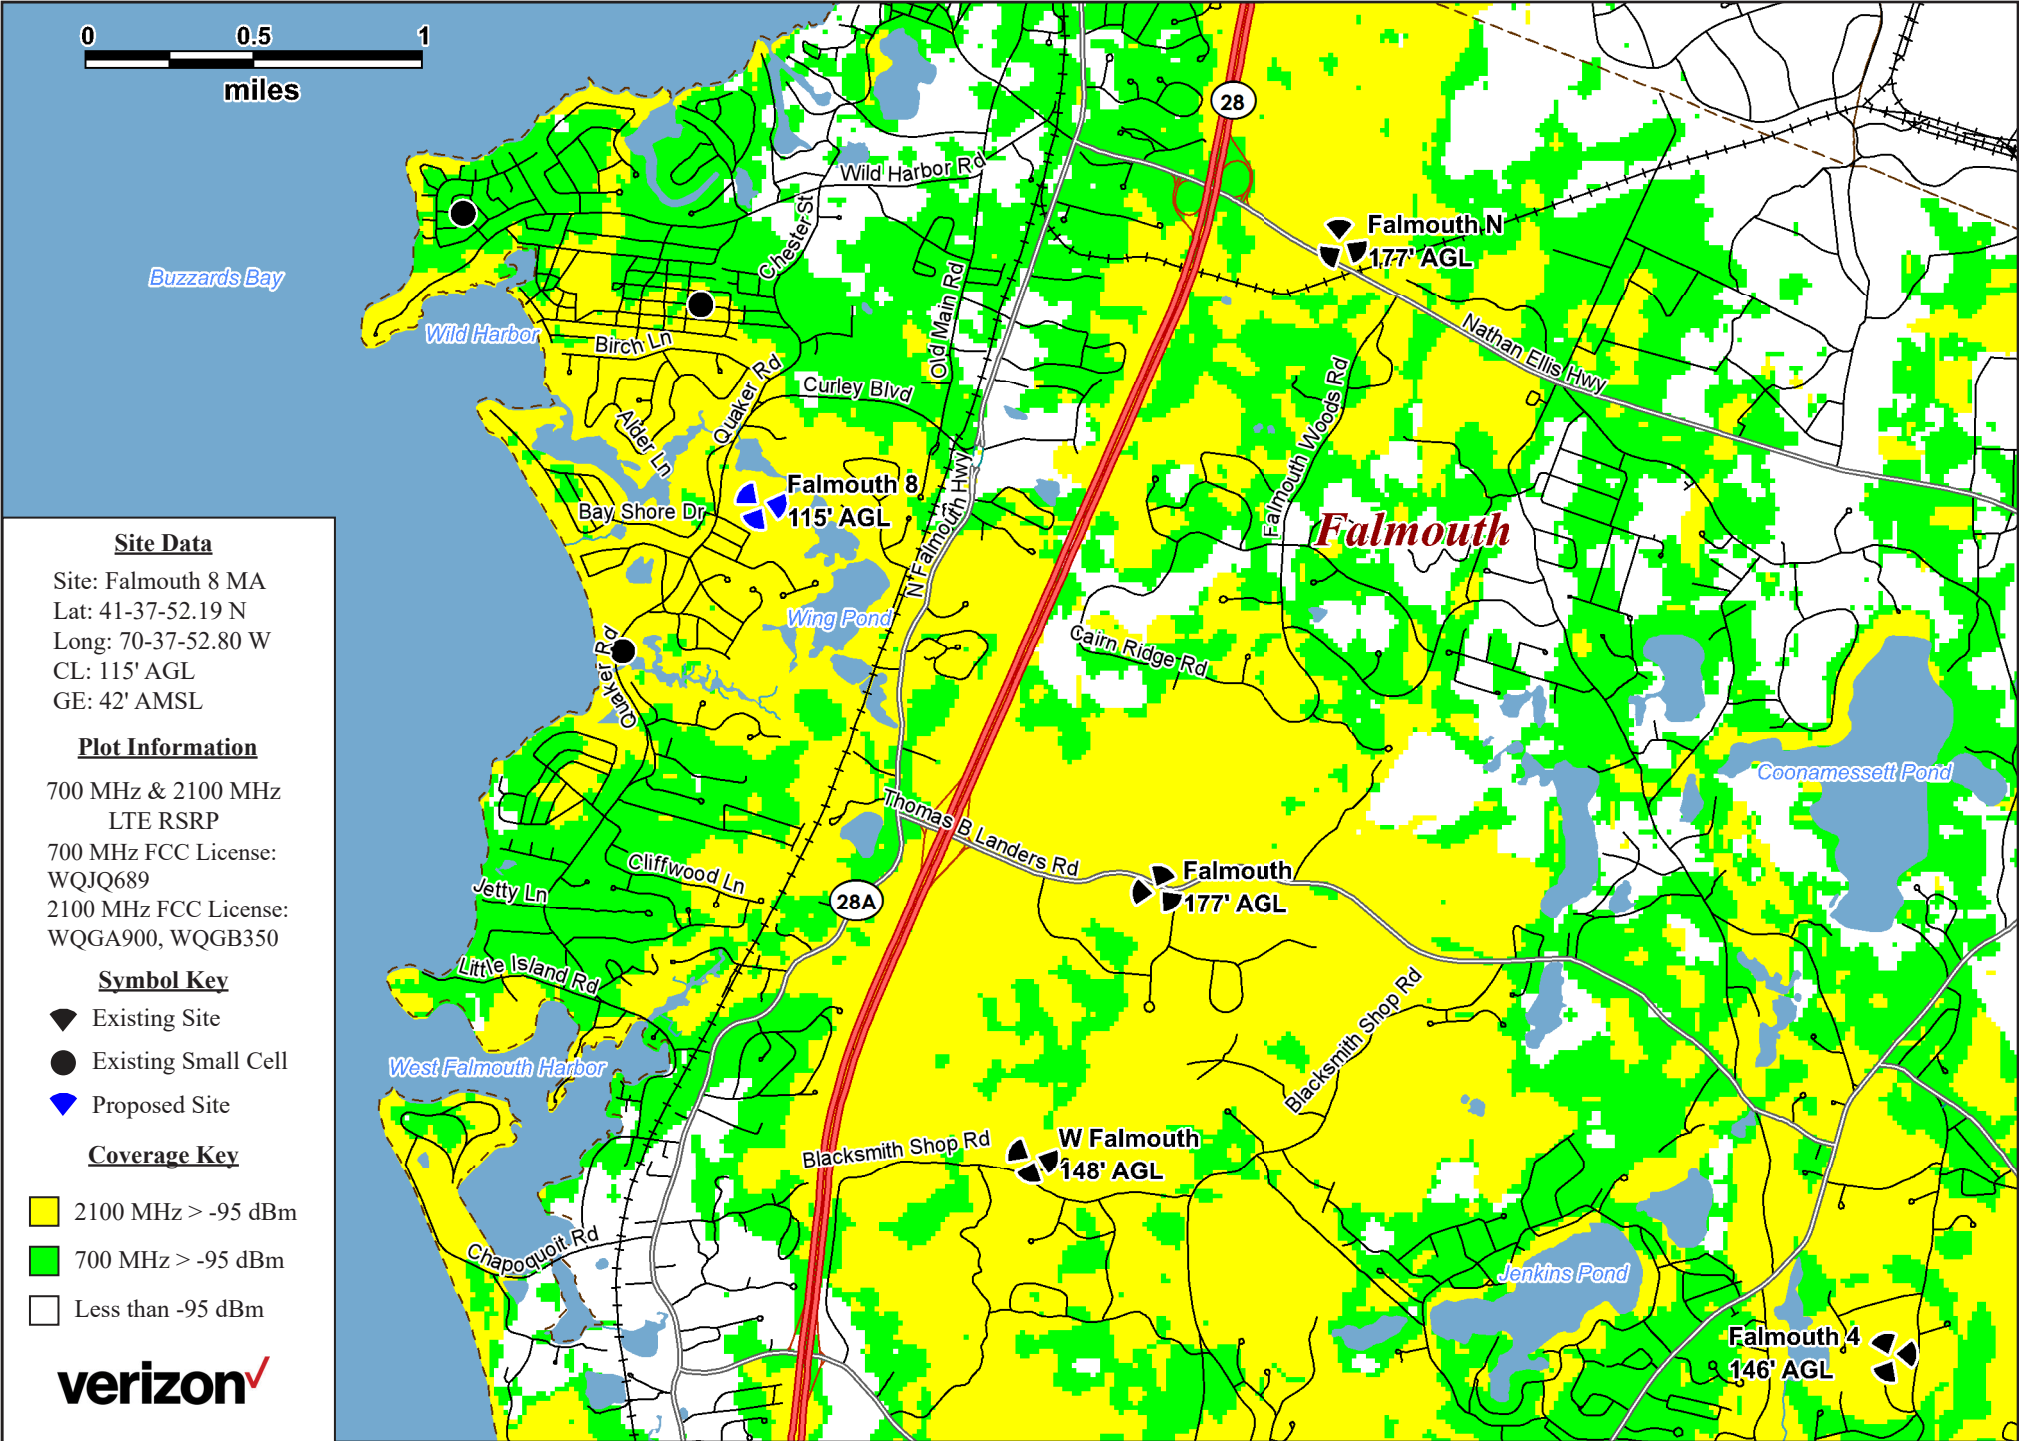 0 0.5 1
miles
28
Wild Harbor Rd
Chester St
Falmouth N
177' AGL
Buzzards Bay
Wild Harbor
Birch Ln
Old Main Rd
Quaker Rd
Curley Blvd
Nathan Ellis Hwy
Falmouth Woods Rd
Alder Ln
Falmouth 8
115' AGL
Bay Shore Dr
N Falmouth Hwy
Falmouth
Wing Pond
Quaker Rd
Cairn Ridge Rd
Coonamessett Pond
Thomas B Landers Rd
Cliffwood Ln
Jetty Ln
28A
Falmouth
177' AGL
Little Island Rd
Blacksmith Shop Rd
West Falmouth Harbor
Blacksmith Shop Rd
W Falmouth
148' AGL
Chapoquoit Rd
Jenkins Pond
Falmouth 4
146' AGL
Site Data
Site: Falmouth 8 MA
Lat: 41-37-52.19 N
Long: 70-37-52.80 W
CL: 115' AGL
GE: 42' AMSL
Plot Information
700 MHz & 2100 MHz
LTE RSRP
700 MHz FCC License:
WQJQ689
2100 MHz FCC License:
WQGA900, WQGB350
Symbol Key
Existing Site
Existing Small Cell
Proposed Site
Coverage Key
2100 MHz > -95 dBm
700 MHz > -95 dBm
Less than -95 dBm
verizon